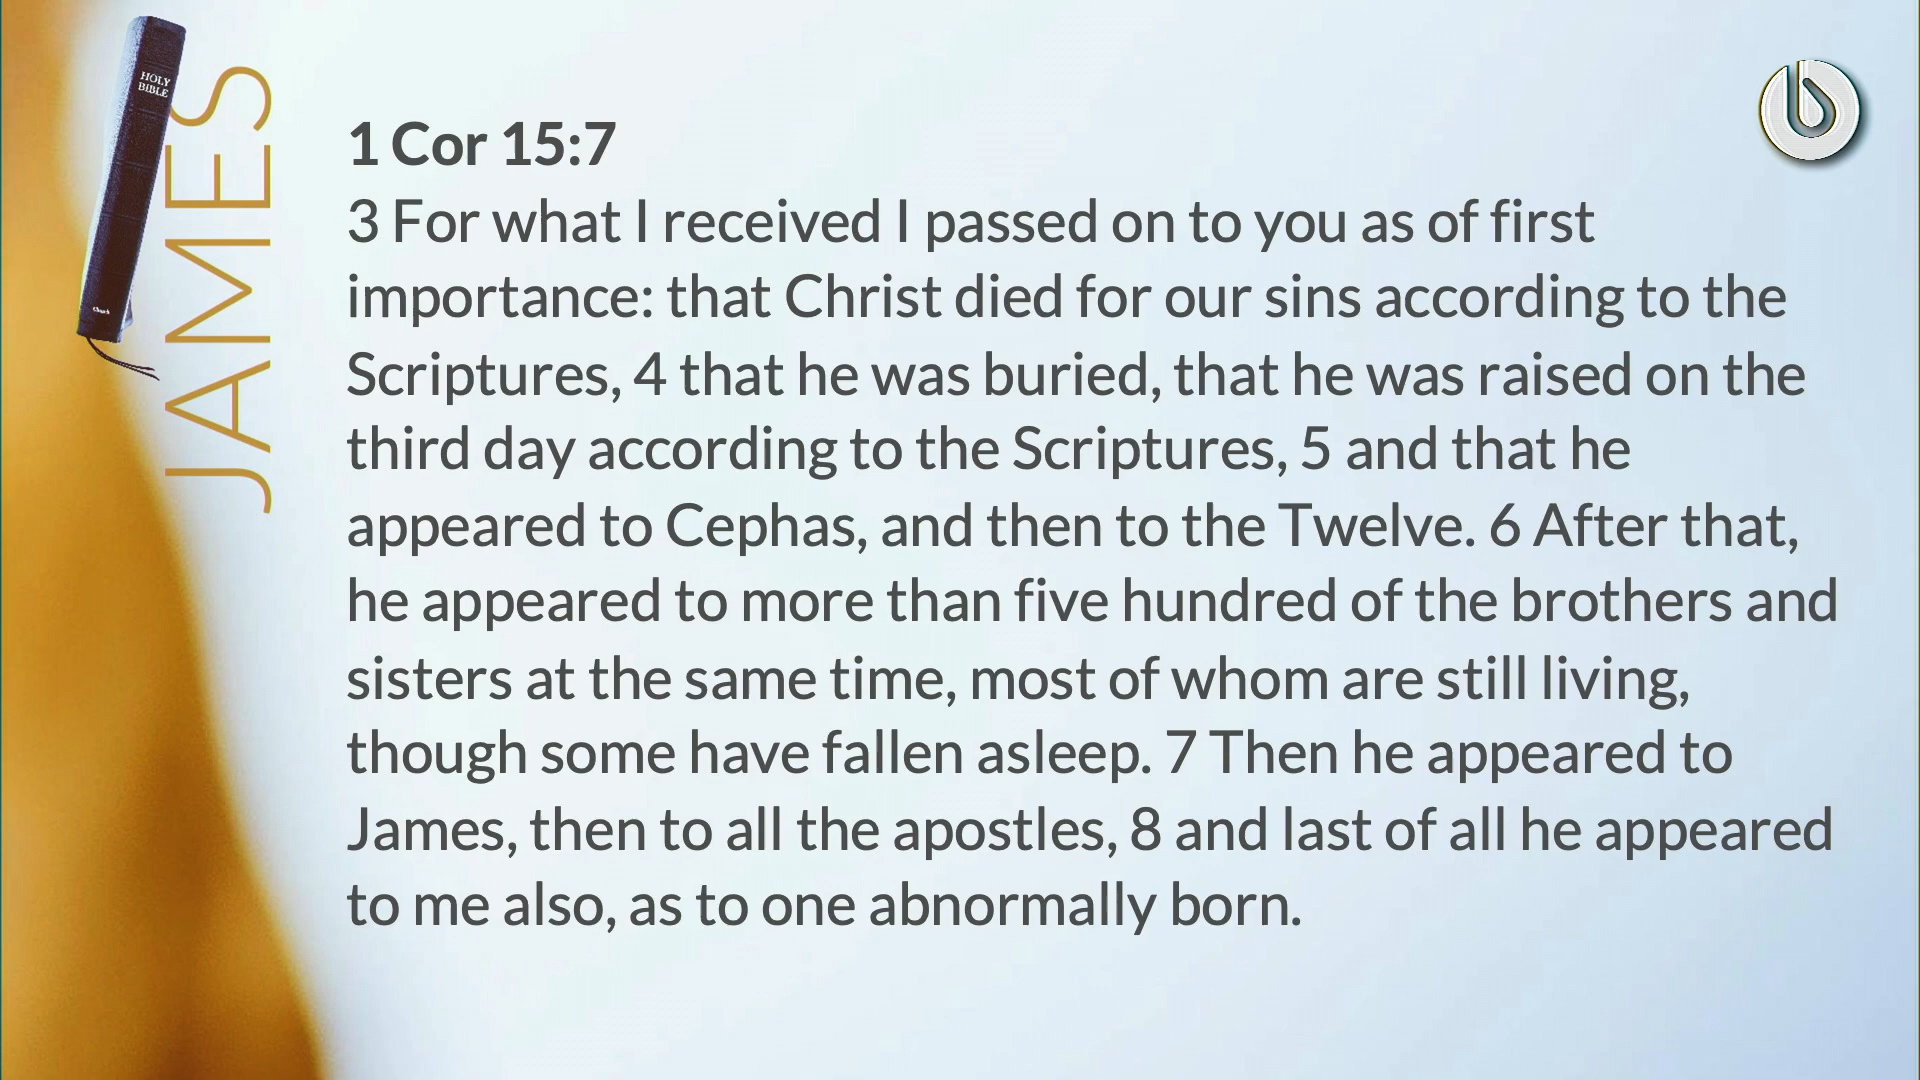 HOLY
BIBLE
Church
JAMES
1 Cor 15:7
3 For what I received I passed on to you as of first
importance: that Christ died for our sins according to the
Scriptures, 4 that he was buried, that he was raised on the
third day according to the Scriptures, 5 and that he
appeared to Cephas, and then to the Twelve. 6 After that,
he appeared to more than five hundred of the brothers and
sisters at the same time, most of whom are still living,
though some have fallen asleep. 7 Then he appeared to
James, then to all the apostles, 8 and last of all he appeared
to me also, as to one abnormally born.